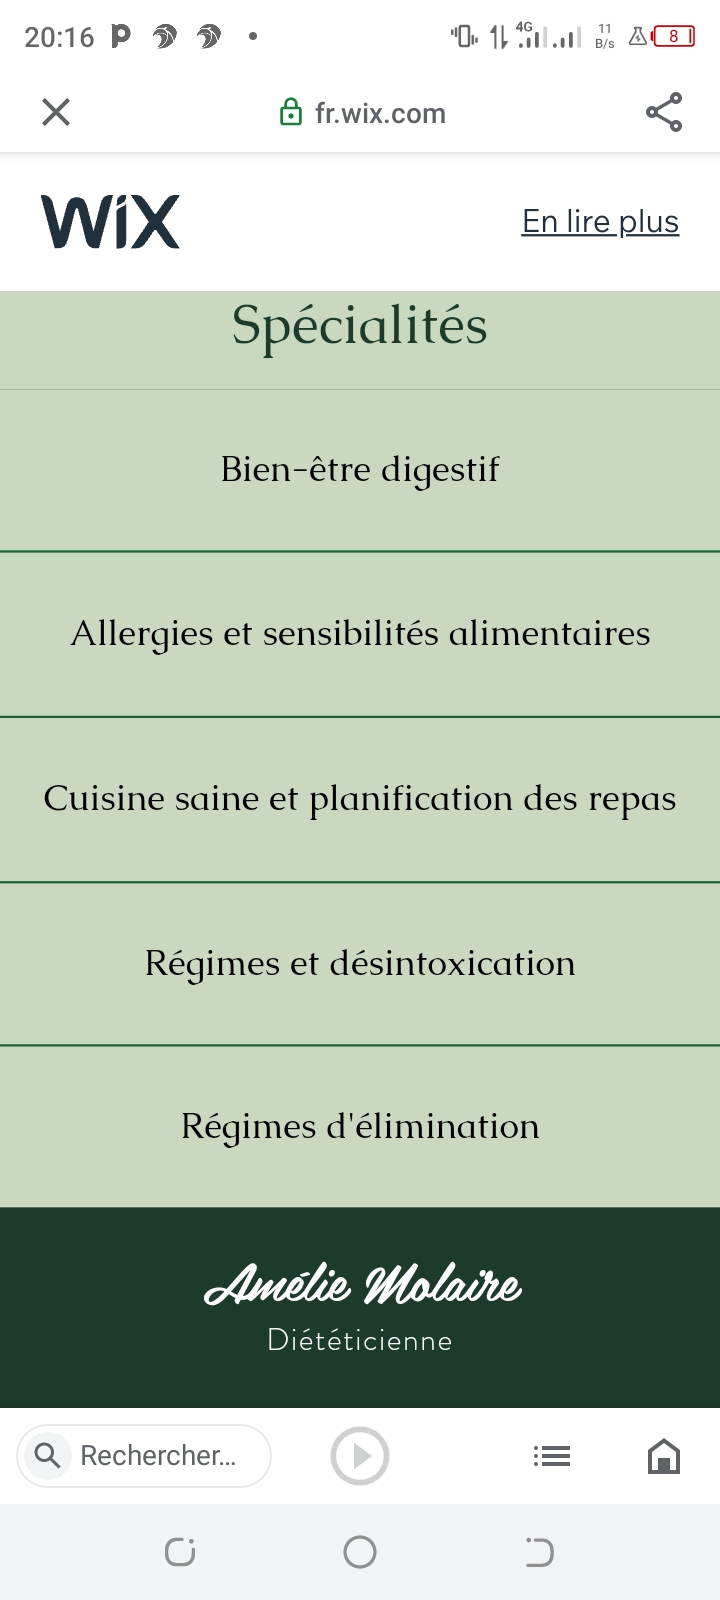 20:16
4G
11
B/s
8
fr.wix.com
WiX
En lire plus
Spécialités
Bien-être digestif
Allergies et sensibilités alimentaires
Cuisine saine et planification des repas
Régimes et désintoxication
Régimes d'élimination
Amélie Molaire
Diététicienne
Rechercher...